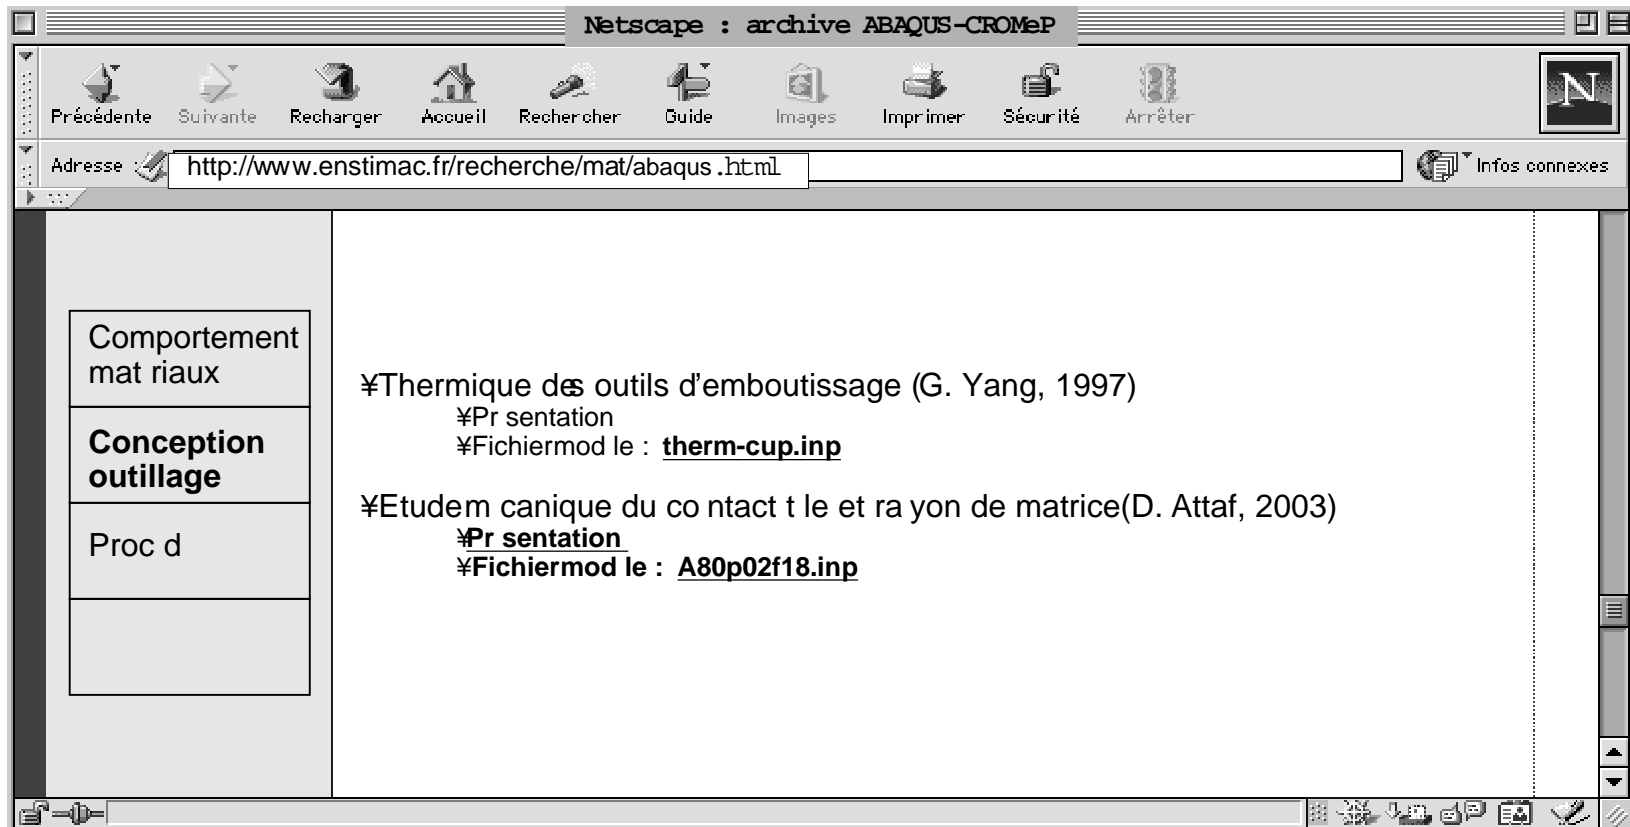 Netscape : archive ABAQUS-CROMeP
Précédente Suivante Recharger Accueil Rechercher Guide Images Imprimer Sécurité Arrêter
N
Adresse : http://www.enstimac.fr/recherche/mat/abaqus.html Infos connexes
Comportement
mat riaux
Conception
outillage
Proc d
¥Thermique des outils d'emboutissage (G. Yang, 1997)
¥Pr sentation
¥Fichiermod le : therm-cup.inp
¥Etudem canique du co ntact t le et ra yon de matrice(D. Attaf, 2003)
¥Pr sentation
¥Fichiermod le : A80p02f18.inp